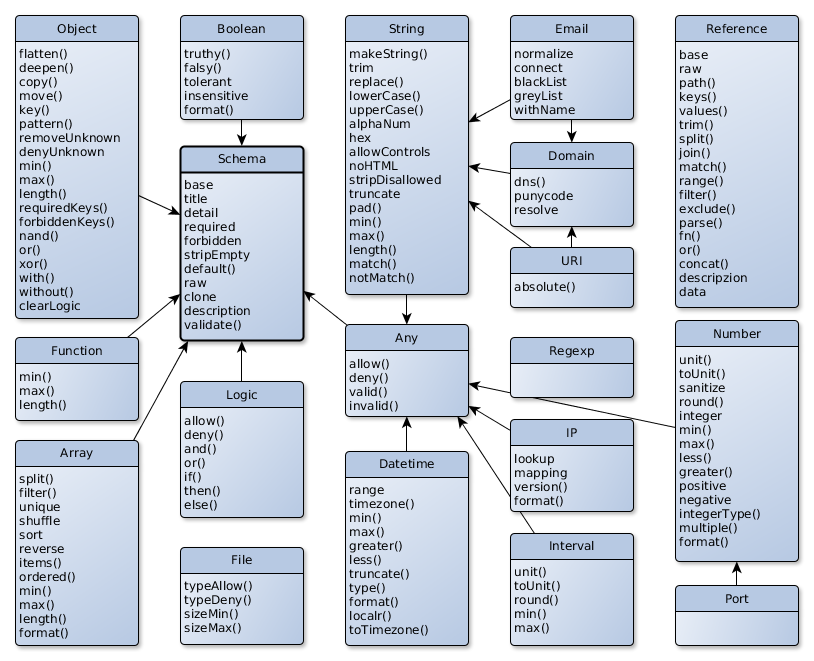 Object
flatten()
deepen()
copy()
move()
key()
pattern()
removeUnknown
denyUnknown
min()
max()
length()
requiredKeys()
forbiddenKeys()
nand()
or()
xor()
with()
without()
clearLogic
Function
min()
max()
length()
Array
split()
filter()
unique
shuffle
sort
reverse
items()
ordered()
min()
max()
length()
format()
Boolean
truthy()
falsy()
tolerant
insensitive
format()
Schema
base
title
detail
required
forbidden
stripEmpty
default()
raw
clone
description
validate()
Logic
allow()
deny()
and()
or()
if()
then()
else()
File
typeAllow()
typeDeny()
sizeMin()
sizeMax()
String
makeString()
trim
replace()
lowerCase()
upperCase()
alphaNum
hex
allowControls
noHTML
stripDisallowed
truncate
pad()
min()
max()
length()
match()
notMatch()
Any
allow()
deny()
valid()
invalid()
Datetime
range
timezone()
min()
max()
greater()
less()
truncate()
type()
format()
localr()
toTimezone()
Email
normalize
connect
blackList
greyList
withName
Domain
dns()
punycode
resolve
URI
absolute()
Regexp
IP
lookup
mapping
version()
format()
Interval
unit()
toUnit()
round()
min()
max()
Reference
base
raw
path()
keys()
values()
trim()
split()
join()
match()
range()
filter()
exclude()
parse()
fn()
or()
concat()
descripzion
data
Number
unit()
toUnit()
sanitize
round()
integer
min()
max()
less()
greater()
positive
negative
integerType()
multiple()
format()
Port